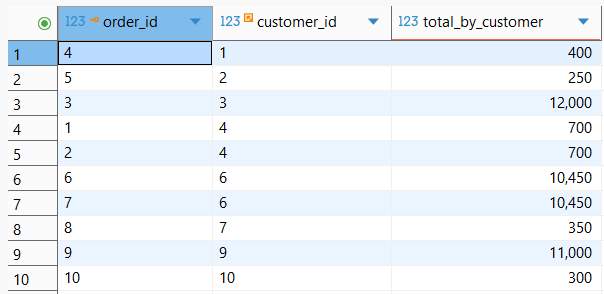 123 order_id 123 customer_id 123 total_by_customer
1 4 1 400
2 5 2 250
3 3 3 12,000
4 1 4 700
5 2 4 700
6 6 6 10,450
7 7 6 10,450
8 8 7 350
9 9 9 11,000
10 10 10 300